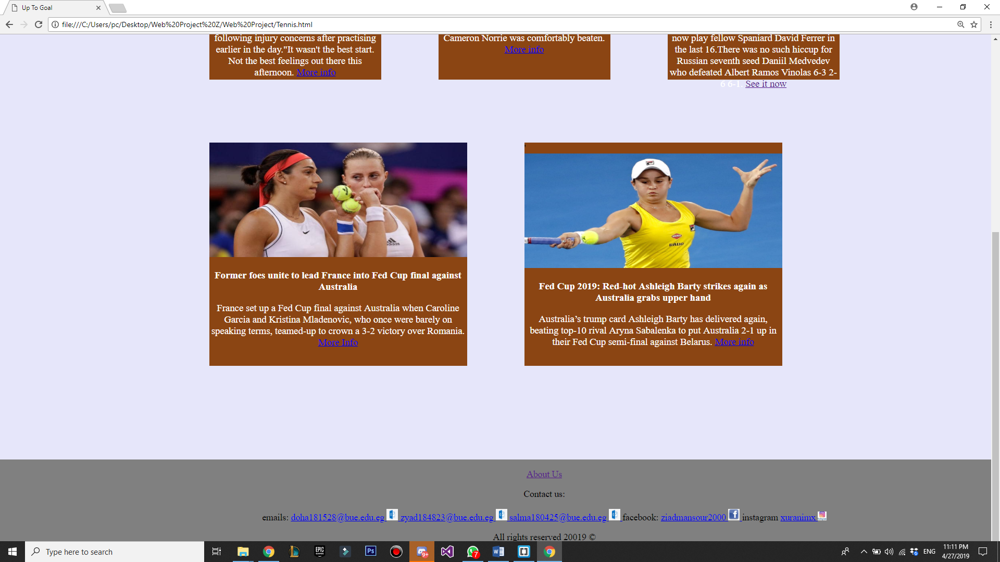 Up To Goal
file:///C:/Users/pc/Desktop/Web%20Project%20Z/Web%20Project/Tennis.html
following injury concerns after practising
earlier in the day."It wasn't the best start.
Not the best feelings out there this
afternoon. More info
Cameron Norrie was comfortably beaten.
More info
now play fellow Spaniard David Ferrer in
the last 16.There was no such hiccup for
Russian seventh seed Daniil Medvedev
who defeated Albert Ramos Vinolas 6-3 2-
6 6-1. See it now
adidas
RADO
Former foes unite to lead France into Fed Cup final against
Australia
France set up a Fed Cup final against Australia when Caroline
Garcia and Kristina Mladenovic, who once were barely on
speaking terms, teamed-up to crown a 3-2 victory over Romania.
More Info
Fed Cup 2019: Red-hot Ashleigh Barty strikes again as
Australia grabs upper hand
Australia’s trump card Ashleigh Barty has delivered again,
beating top-10 rival Aryna Sabalenka to put Australia 2-1 up in
their Fed Cup semi-final against Belarus. More info
About Us
Contact us:
emails: doha181528@bue.edu.eg zyad184823@bue.edu.eg salma180425@bue.edu.eg facebook: ziadmansour2000 instagram xuranimx
All rights reserved 20019 ©
Type here to search
EPIC GAMES
Ps
9+
7
ENG
11:11 PM
4/27/2019